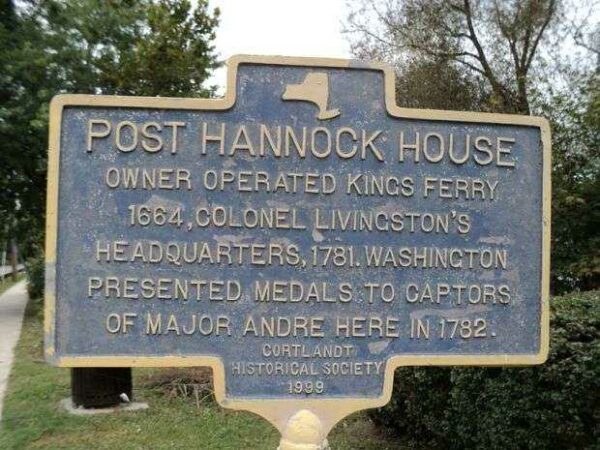 POST HANNOCK HOUSE
OWNER OPERATED KINGS FERRY
1664, COLONEL LIVINGSTON'S
HEADQUARTERS, 1781. WASHINGTON
PRESENTED MEDALS TO CAPTORS
OF MAJOR ANDRE HERE IN 1782.
CORTLANDT
HISTORICAL SOCIETY
1999